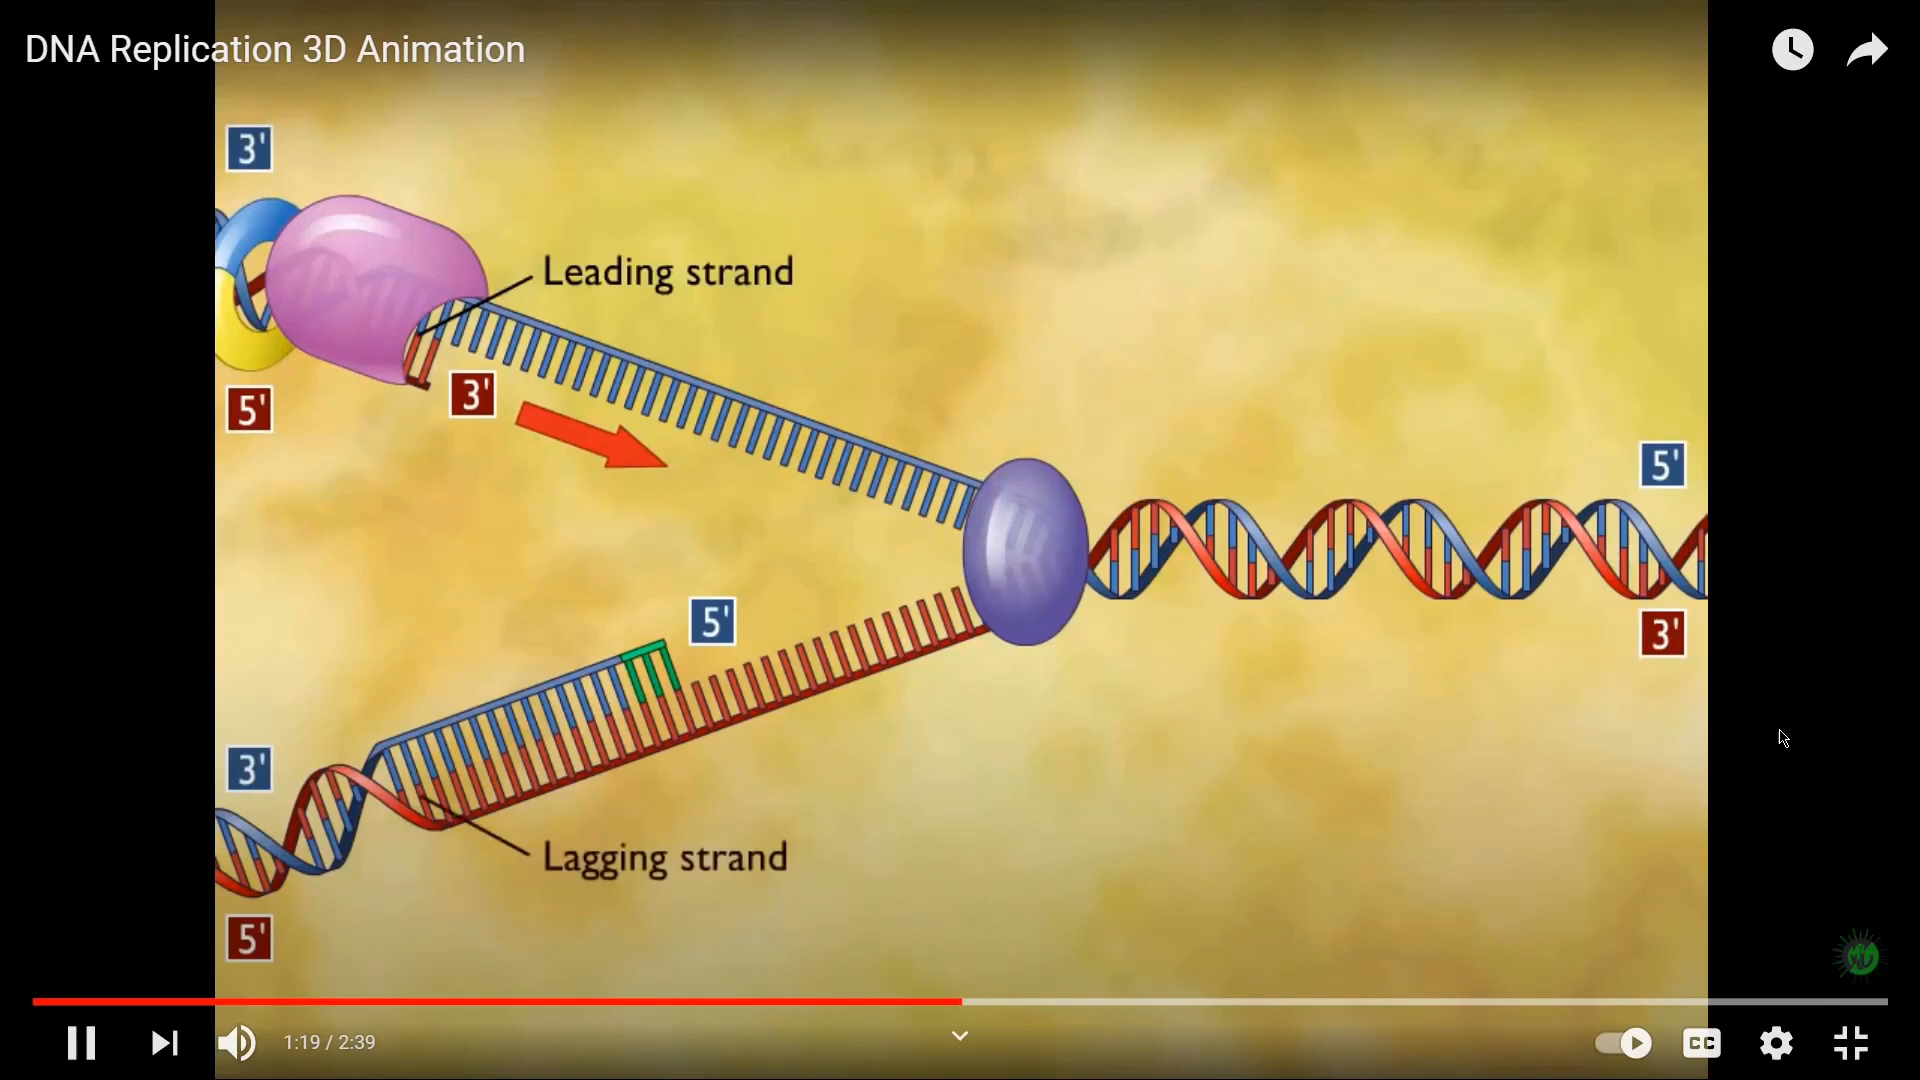 DNA Replication 3D Animation
3'
Leading strand
5'
3'
5'
5'
3'
3'
Lagging strand
5'
1:19 / 2:39
CC